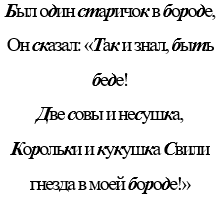 Был один старичок в бороде,
Он сказал: «Так и знал, быть
беде!
Две совы и несушка,
Корольки и кукушка Свили
гнезда в моей бороде!»